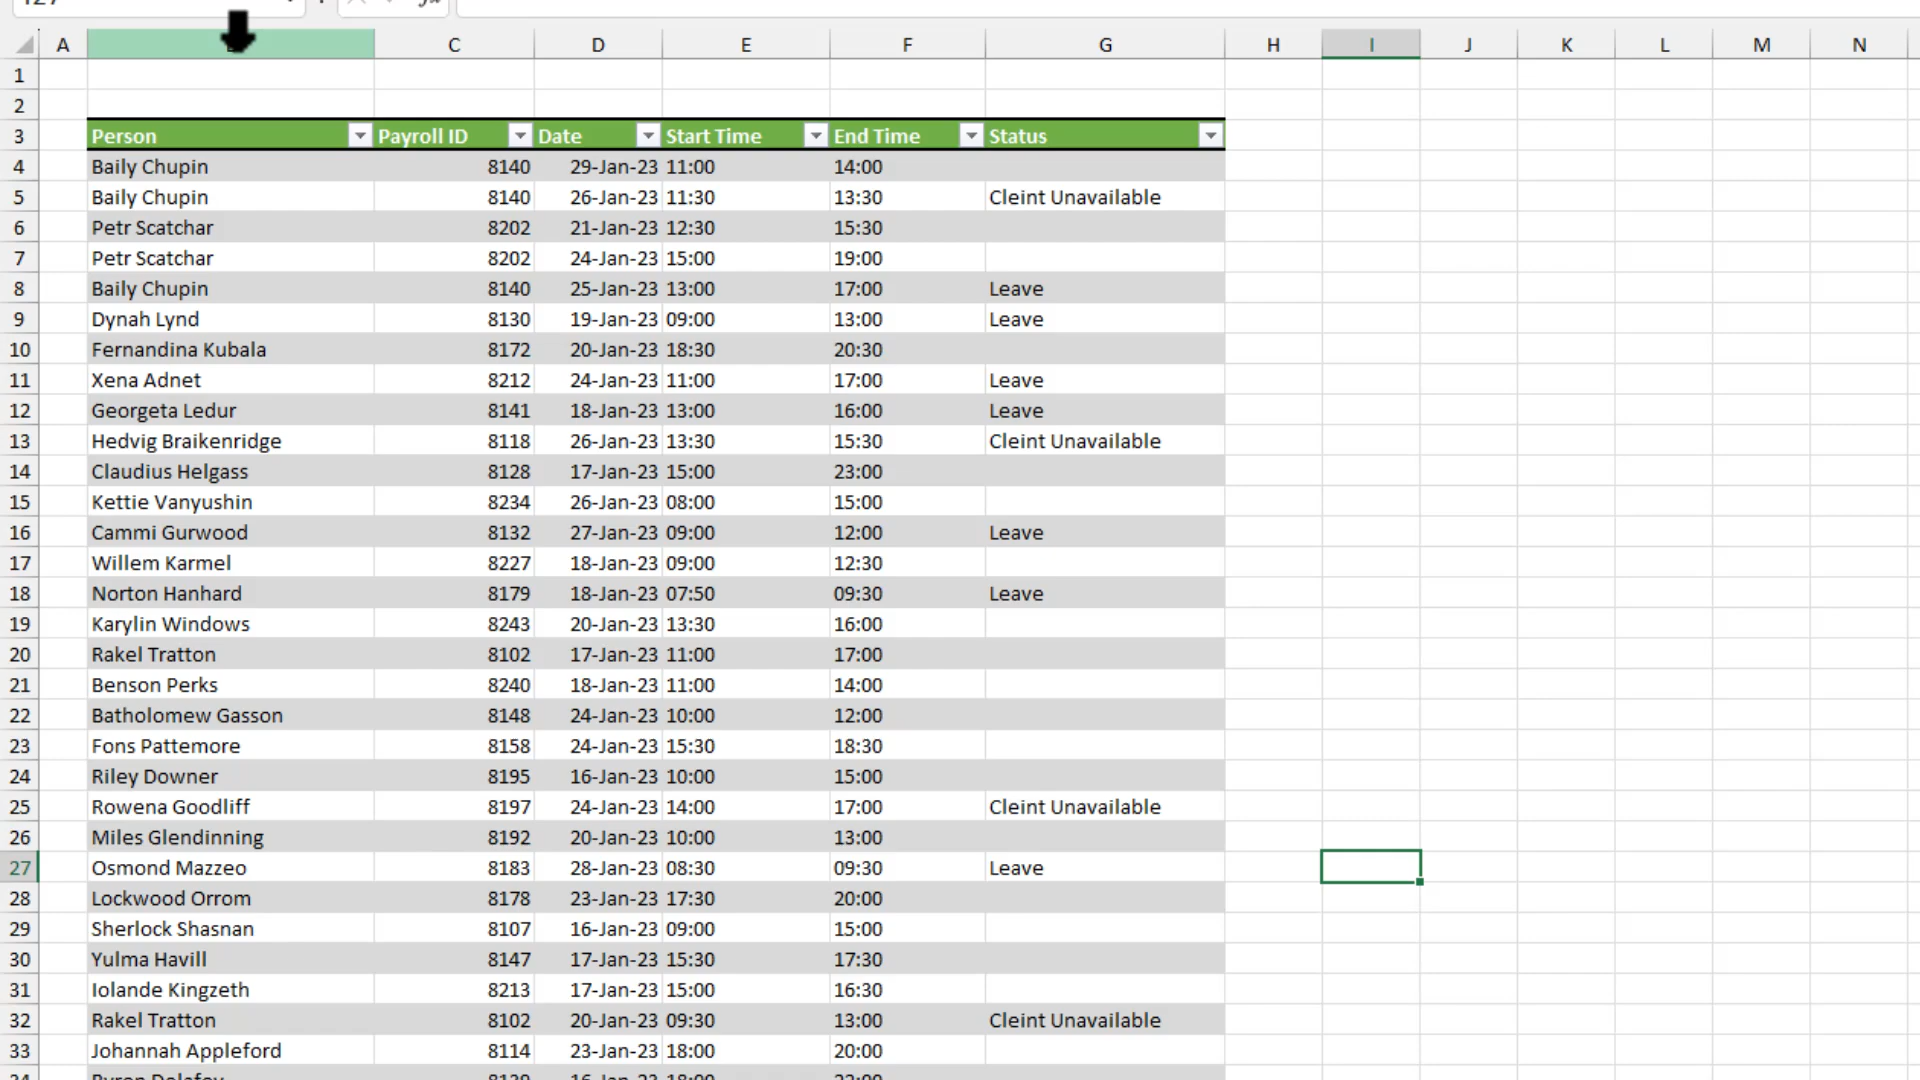 A C D E F G H I J K L M N
1
2
3 Person Payroll ID Date Start Time End Time Status
4 Baily Chupin 8140 29-Jan-23 11:00 14:00
5 Baily Chupin 8140 26-Jan-23 11:30 13:30 Cleint Unavailable
6 Petr Scatchar 8202 21-Jan-23 12:30 15:30
7 Petr Scatchar 8202 24-Jan-23 15:00 19:00
8 Baily Chupin 8140 25-Jan-23 13:00 17:00 Leave
9 Dynah Lynd 8130 19-Jan-23 09:00 13:00 Leave
10 Fernandina Kubala 8172 20-Jan-23 18:30 20:30
11 Xena Adnet 8212 24-Jan-23 11:00 17:00 Leave
12 Georgeta Ledur 8141 18-Jan-23 13:00 16:00 Leave
13 Hedvig Braikenridge 8118 26-Jan-23 13:30 15:30 Cleint Unavailable
14 Claudius Helgass 8128 17-Jan-23 15:00 23:00
15 Kettie Vanyushin 8234 26-Jan-23 08:00 15:00
16 Cammi Gurwood 8132 27-Jan-23 09:00 12:00 Leave
17 Willem Karmel 8227 18-Jan-23 09:00 12:30
18 Norton Hanhard 8179 18-Jan-23 07:50 09:30 Leave
19 Karylin Windows 8243 20-Jan-23 13:30 16:00
20 Rakel Tratton 8102 17-Jan-23 11:00 17:00
21 Benson Perks 8240 18-Jan-23 11:00 14:00
22 Batholomew Gasson 8148 24-Jan-23 10:00 12:00
23 Fons Pattemore 8158 24-Jan-23 15:30 18:30
24 Riley Downer 8195 16-Jan-23 10:00 15:00
25 Rowena Goodliff 8197 24-Jan-23 14:00 17:00 Cleint Unavailable
26 Miles Glendinning 8192 20-Jan-23 10:00 13:00
27 Osmond Mazzeo 8183 28-Jan-23 08:30 09:30 Leave
28 Lockwood Orrom 8178 23-Jan-23 17:30 20:00
29 Sherlock Shasnan 8107 16-Jan-23 09:00 15:00
30 Yulma Havill 8147 17-Jan-23 15:30 17:30
31 Iolande Kingzeth 8213 17-Jan-23 15:00 16:30
32 Rakel Tratton 8102 20-Jan-23 09:30 13:00 Cleint Unavailable
33 Johannah Appleford 8114 23-Jan-23 18:00 20:00